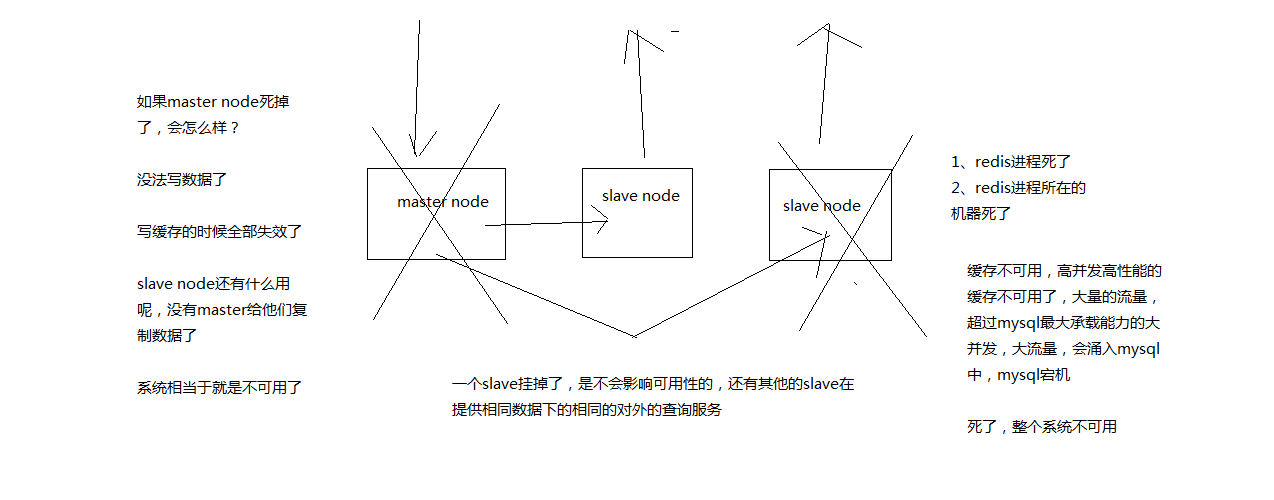 如果master node死掉
了，会怎么样？
没法写数据了
写缓存的时候全部失效了
slave node还有什么用
呢，没有master给他们复
制数据了
系统相当于就是不可用了
master node
slave node
slave node
一个slave挂掉了，是不会影响可用性的，还有其他的slave在
提供相同数据下的相同的对外的查询服务
1、redis进程死了
2、redis进程所在的
机器死了
缓存不可用，高并发高性能的
缓存不可用了，大量的流量，
超过mysql最大承载能力的大
并发，大流量，会涌入mysql
中，mysql宕机
死了，整个系统不可用